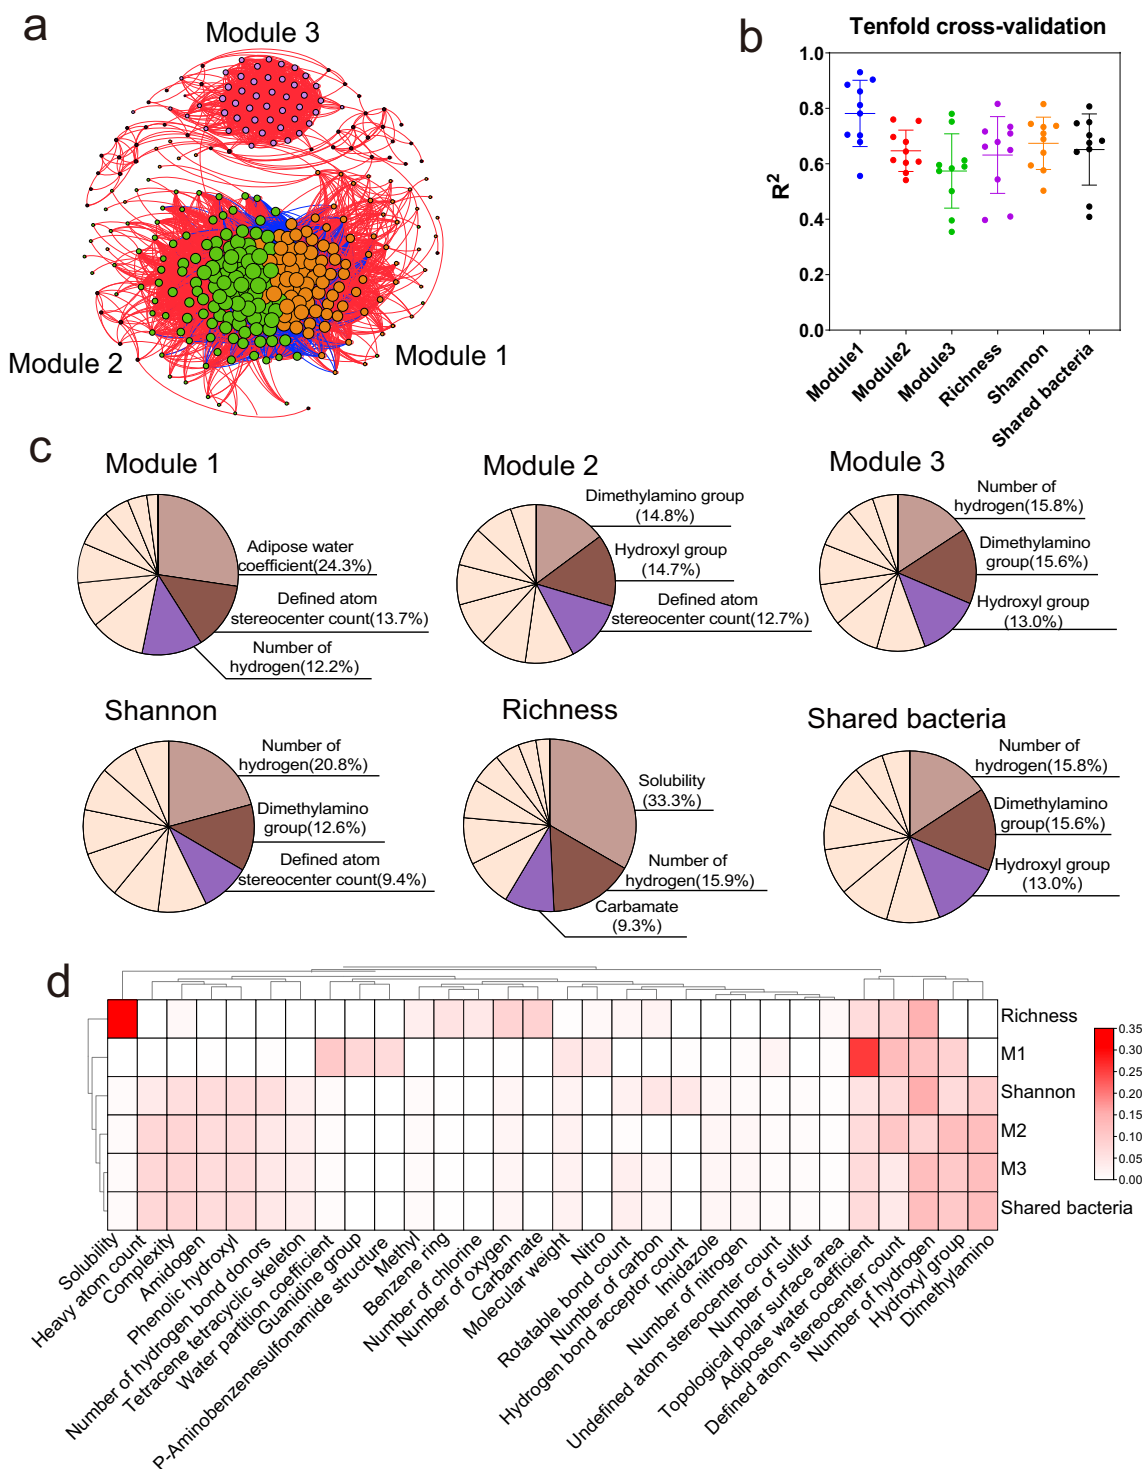 a
Module 3
Module 2
Module 1
b
Tenfold cross-validation
R2
1.0
0.8
0.6
0.4
0.2
0.0
Module1
Module2
Module3
Richness
Shannon
Shared bacteria
c
Module 1
Adipose water
coefficient(24.3%)
Defined atom
stereocenter count(13.7%)
Number of
hydrogen(12.2%)
Module 2
Dimethylamino group
(14.8%)
Hydroxyl group
(14.7%)
Defined atom
stereocenter count(12.7%)
Module 3
Number of
hydrogen(15.8%)
Dimethylamino
group(15.6%)
Hydroxyl group
(13.0%)
Shannon
Number of
hydrogen(20.8%)
Dimethylamino
group(12.6%)
Defined atom
stereocenter count(9.4%)
Richness
Solubility
(33.3%)
Number of
hydrogen(15.9%)
Carbamate
(9.3%)
Shared bacteria
Number of
hydrogen(15.8%)
Dimethylamino
group(15.6%)
Hydroxyl group
(13.0%)
d
Richness
M1
Shannon
M2
M3
Shared bacteria
0.35
0.30
0.25
0.20
0.15
0.10
0.05
0.00
Solubility
Heavy atom count
Complexity
Amidogen
Phenolic hydroxyl
Number of hydrogen bond donors
Tetracene tetracyclic skeleton
Water partition coefficient
Guanidine group
P-Aminobenzenesulfonamide structure
Methyl
Benzene ring
Number of chlorine
Number of oxygen
Carbamate
Molecular weight
Nitro
Rotatable bond count
Number of carbon
Hydrogen bond acceptor count
Imidazole
Number of nitrogen
Undefined atom stereocenter count
Number of sulfur
Topological polar surface area
Adipose water coefficient
Defined atom stereocenter count
Number of hydrogen
Hydroxyl group
Dimethylamino